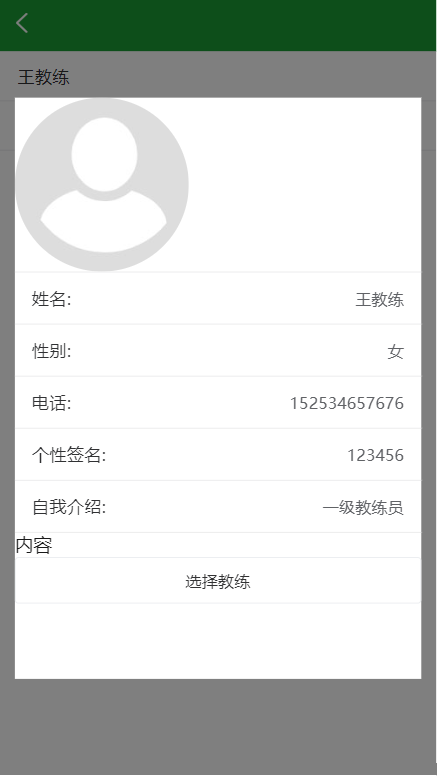 王教练
姓名: 王教练
性别: 女
电话: 152534657676
个性签名: 123456
自我介绍: 一级教练员
内容
选择教练